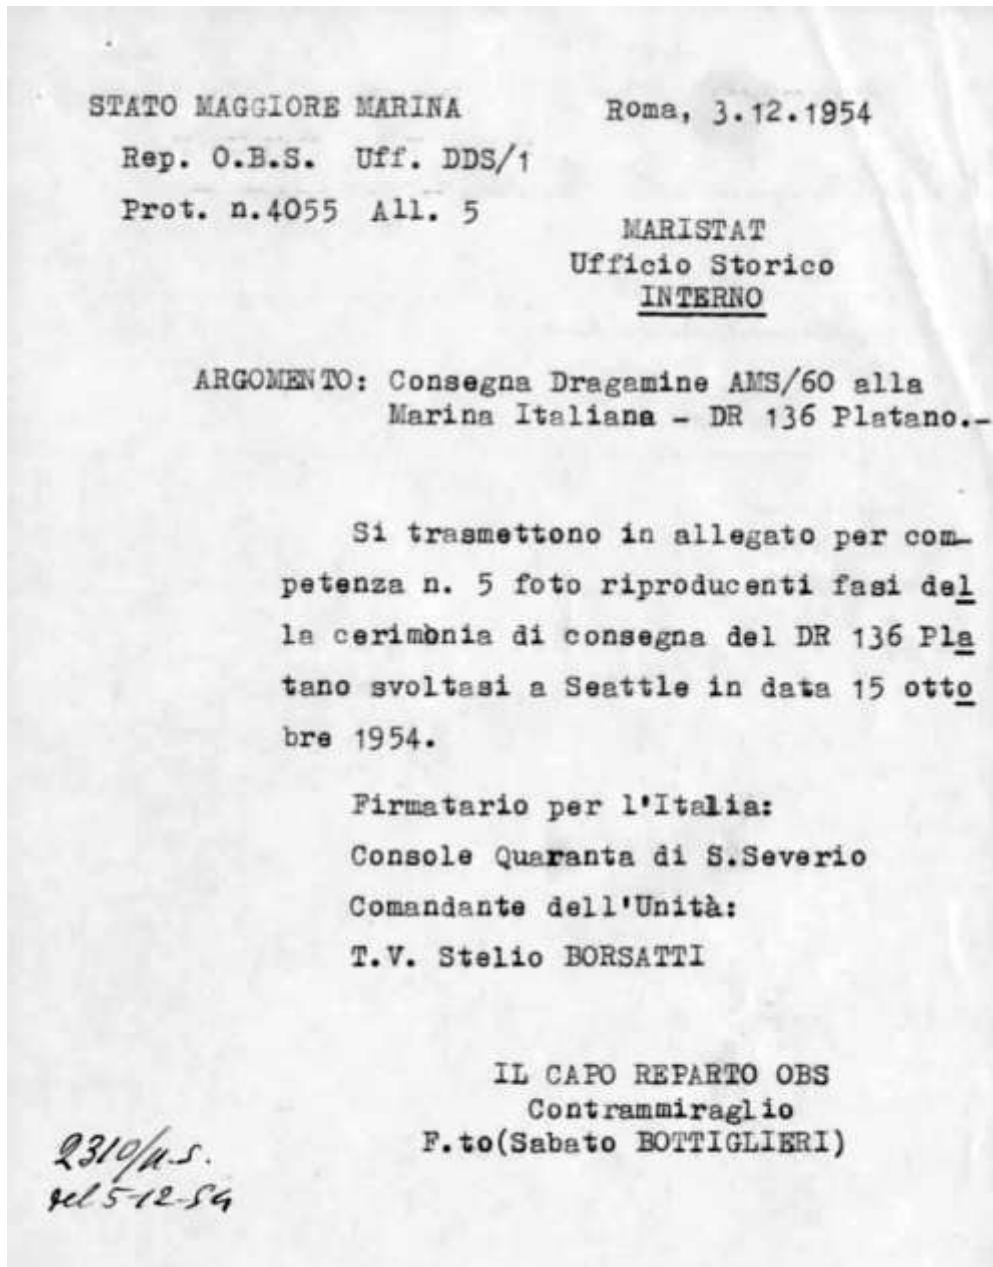 STATO MAGGIORE MARINA Roma, 3.12.1954
Rep. O.B.S. Uff. DDS/1
Prot. n.4055 All. 5
MARISTAT
Ufficio Storico
INTERNO
ARGOMENTO: Consegna Dragamine AMS/60 alla
Marina Italiana - DR 136 Platano.-
Si trasmettono in allegato per com-
petenza n. 5 foto riproducenti fasi del
la cerimònia di consegna del DR 136 Pla
tano svoltasi a Seattle in data 15 otto
bre 1954.
Firmatario per l'Italia:
Console Quaranta di S.Severio
Comandante dell'Unità:
T.V. Stelio BORSATTI
IL CAPO REPARTO OBS
Contrammiraglio
F.to(Sabato BOTTIGLIERI)
2310/U.S.
del 5-12-54